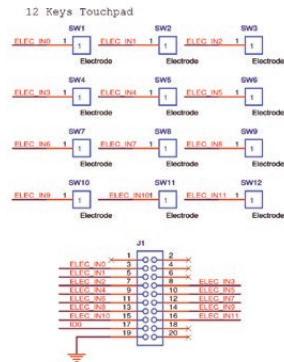 12 Keys Touchpad
SW1 SW2 SW3
ELEC_IN0 1 1 ELEC_IN1 1 1 ELEC_IN2 1 1
Electrode Electrode Electrode
SW4 SW5 SW6
ELEC_IN3 1 1 ELEC_IN4 1 1 ELEC_IN5 1 1
Electrode Electrode Electrode
SW7 SW8 SW9
ELEC_IN6 1 1 ELEC_IN7 1 1 ELEC_IN8 1 1
Electrode Electrode Electrode
SW10 SW11 SW12
ELEC_IN9 1 1 ELEC_IN10 1 1 ELEC_IN11 1 1
Electrode Electrode Electrode
J1
1 2
ELEC_IN0 3 4
ELEC_IN1 5 6
ELEC_IN2 7 8 ELEC_IN3
ELEC_IN4 9 10 ELEC_IN5
ELEC_IN6 11 12 ELEC_IN7
ELEC_IN8 13 14 ELEC_IN9
ELEC_IN10 15 16 ELEC_IN11
ID0 17 18
19 20